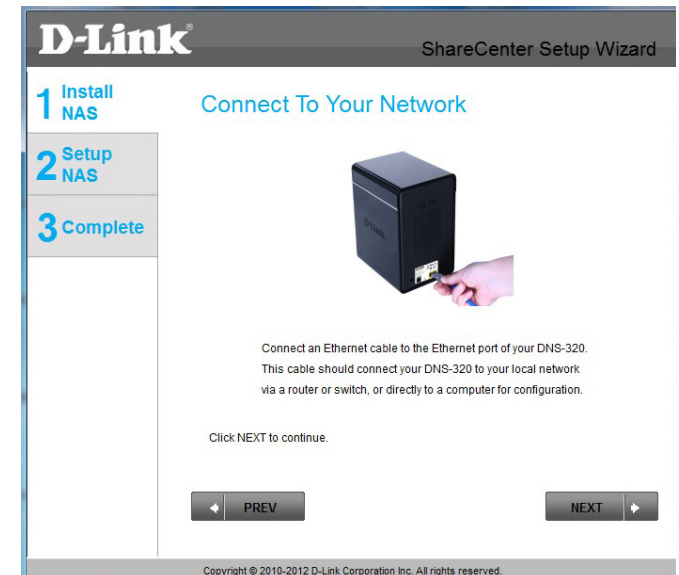 D-Link®
ShareCenter Setup Wizard
1 Install NAS
2 Setup NAS
3 Complete
Connect To Your Network
D-Link
Connect an Ethernet cable to the Ethernet port of your DNS-320.
This cable should connect your DNS-320 to your local network
via a router or switch, or directly to a computer for configuration.
Click NEXT to continue.
PREV
NEXT
Copyright © 2010-2012 D-Link Corporation Inc. All rights reserved.